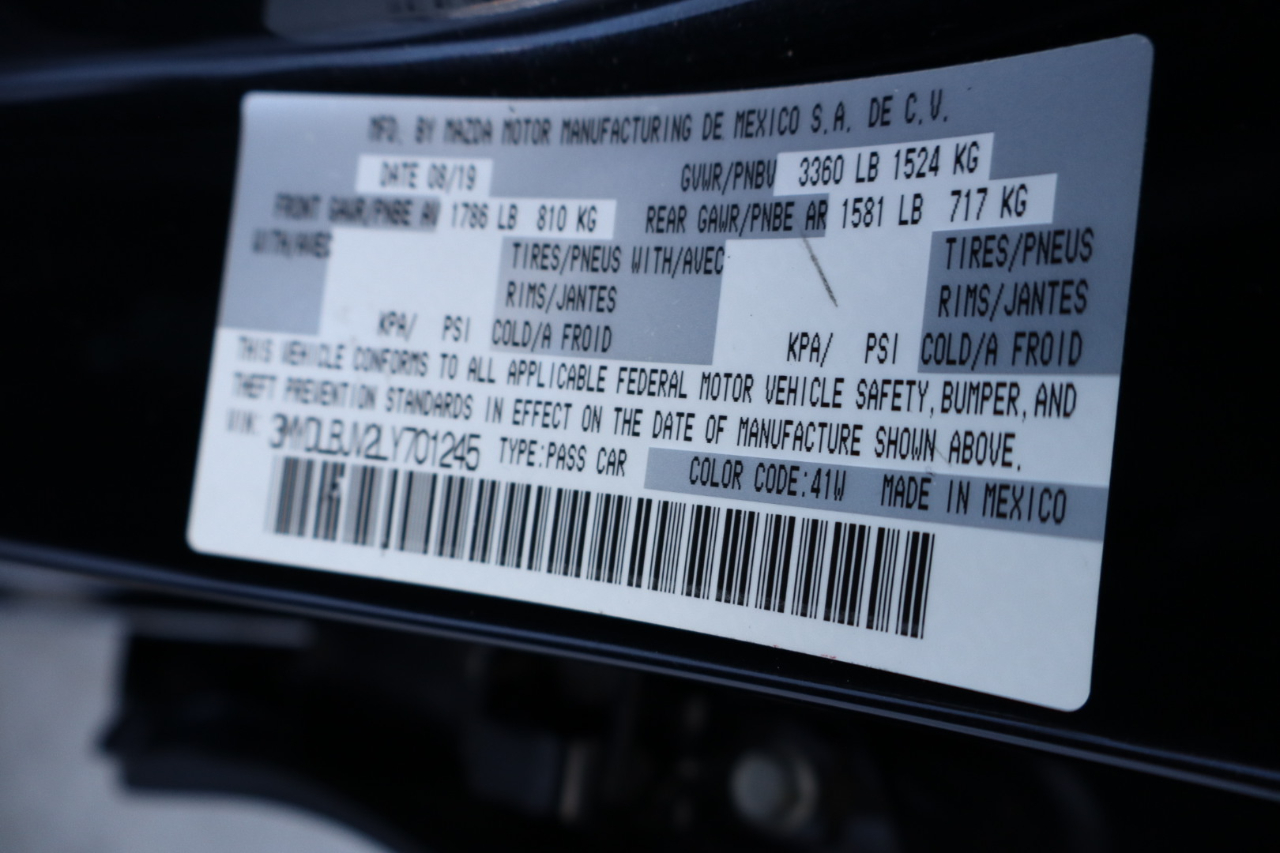 MFD. BY MAZDA MOTOR MANUFACTURING DE MEXICO S.A. DE C.V.
DATE 08/19 GVWR/PNBV 3360 LB 1524 KG
FRONT GAWR/PNBE AV 1786 LB 810 KG REAR GAWR/PNBE AR 1581 LB 717 KG
WITH/AVEC TIRES/PNEUS WITH/AVEC TIRES/PNEUS
RIMS/JANTES RIMS/JANTES
KPA/ PSI COLD/A FROID KPA/ PSI COLD/A FROID
THIS VEHICLE CONFORMS TO ALL APPLICABLE FEDERAL MOTOR VEHICLE SAFETY, BUMPER, AND
THEFT PREVENTION STANDARDS IN EFFECT ON THE DATE OF MANUFACTURE SHOWN ABOVE.
VIN: 3MYDLBJV2LY701245 TYPE:PASS CAR COLOR CODE:41W MADE IN MEXICO